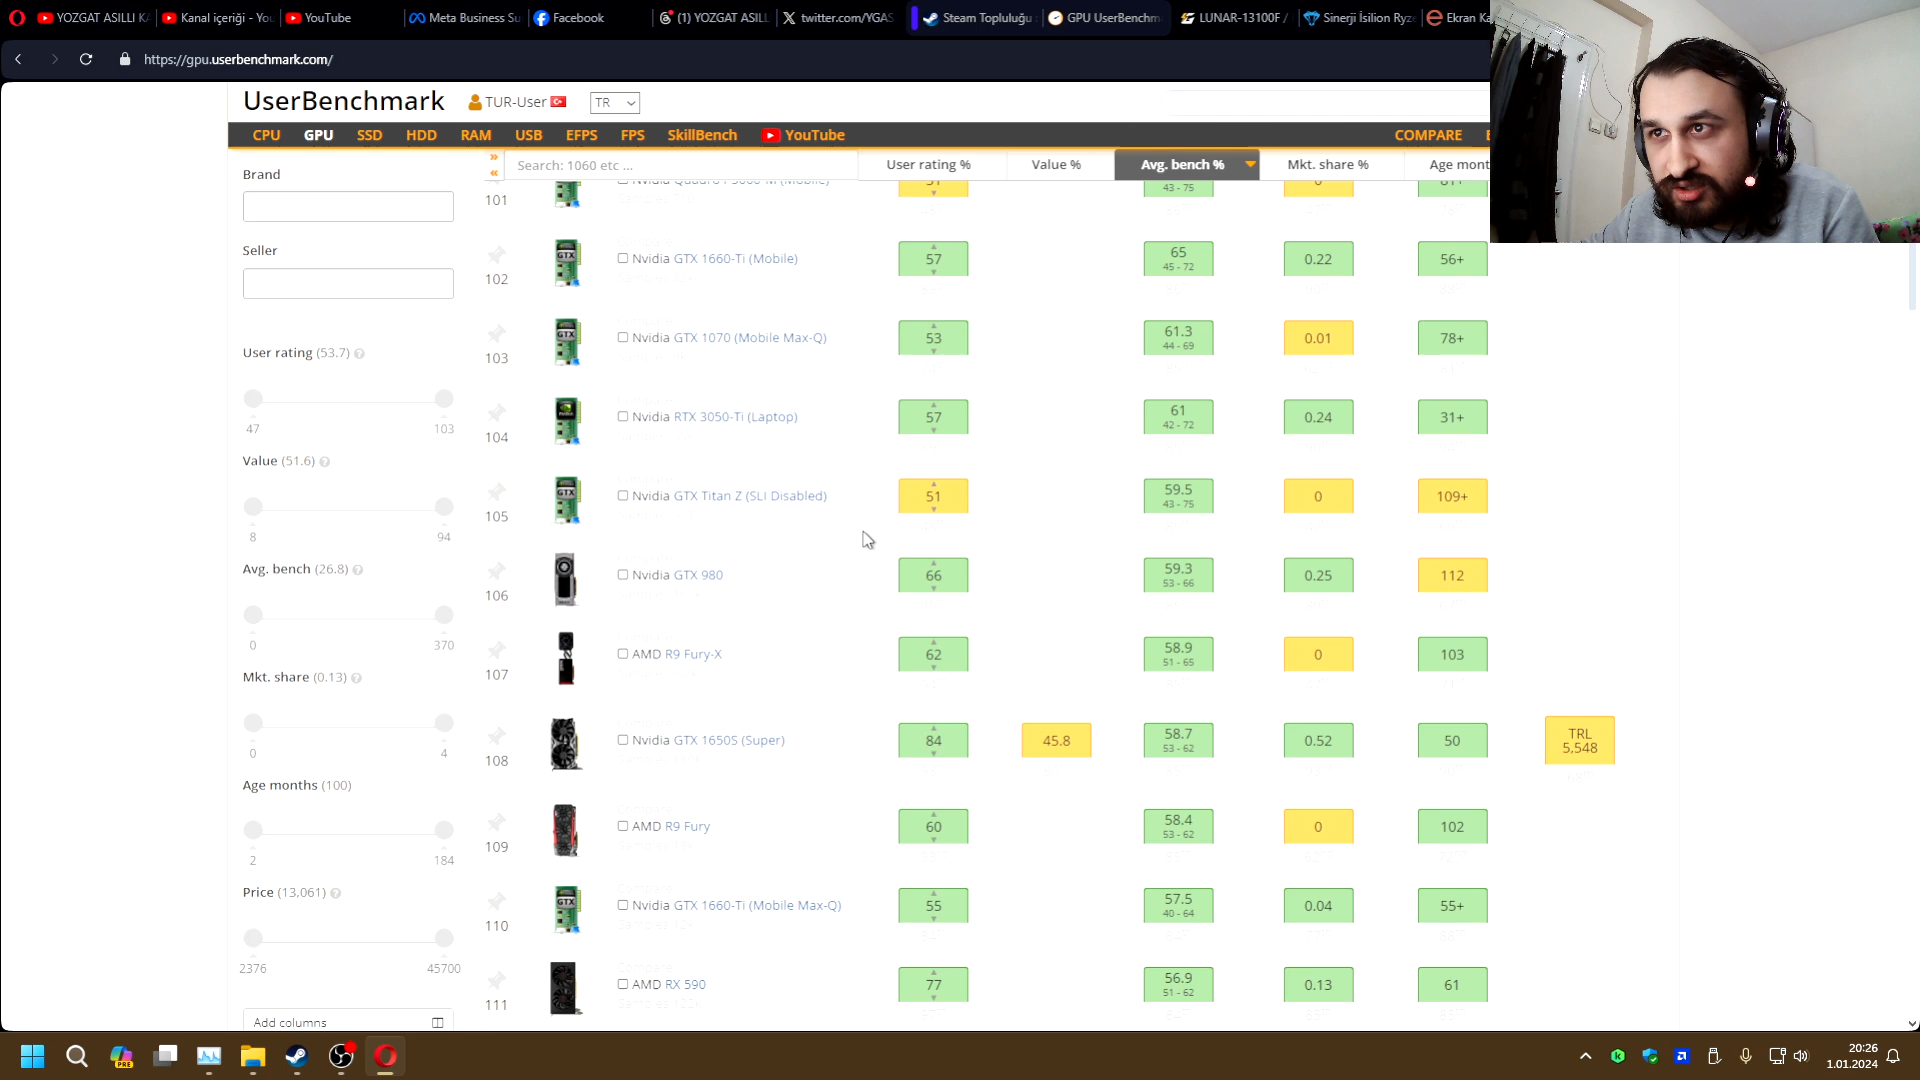 YOZGAT ASILLI KA
Kanal içeriği - You
YouTube
Meta Business Su
Facebook
(1) YOZGAT ASILL
twitter.com/YGAS
Steam Topluluğu
GPU UserBenchm
LUNAR-13100F /
Sinerji İsilion Ryze
Ekran Ka
https://gpu.userbenchmark.com/
UserBenchmark
TUR-User
TR
CPU GPU SSD HDD RAM USB EFPS FPS SkillBench YouTube
COMPARE
Brand
Search: 1060 etc ...
User rating %
Value %
Avg. bench %
Mkt. share %
Age mont
101
43 - 75
Seller
102
Nvidia GTX 1660-Ti (Mobile)
57
65
45 - 72
0.22
56+
User rating (53.7)
47
103
103
Nvidia GTX 1070 (Mobile Max-Q)
53
61.3
44 - 69
0.01
78+
Value (51.6)
8
94
104
Nvidia RTX 3050-Ti (Laptop)
57
61
42 - 72
0.24
31+
105
Nvidia GTX Titan Z (SLI Disabled)
51
59.5
43 - 75
0
109+
Avg. bench (26.8)
0
370
106
Nvidia GTX 980
66
59.3
53 - 66
0.25
112
Mkt. share (0.13)
0
4
107
AMD R9 Fury-X
62
58.9
51 - 65
0
103
108
Nvidia GTX 1650S (Super)
84
45.8
58.7
53 - 62
0.52
50
TRL
5,548
Age months (100)
2
184
109
AMD R9 Fury
60
58.4
53 - 62
0
102
Price (13,061)
2376
45700
110
Nvidia GTX 1660-Ti (Mobile Max-Q)
55
57.5
40 - 64
0.04
55+
111
AMD RX 590
77
56.9
51 - 62
0.13
61
Add columns
PRE
20:26
1.01.2024